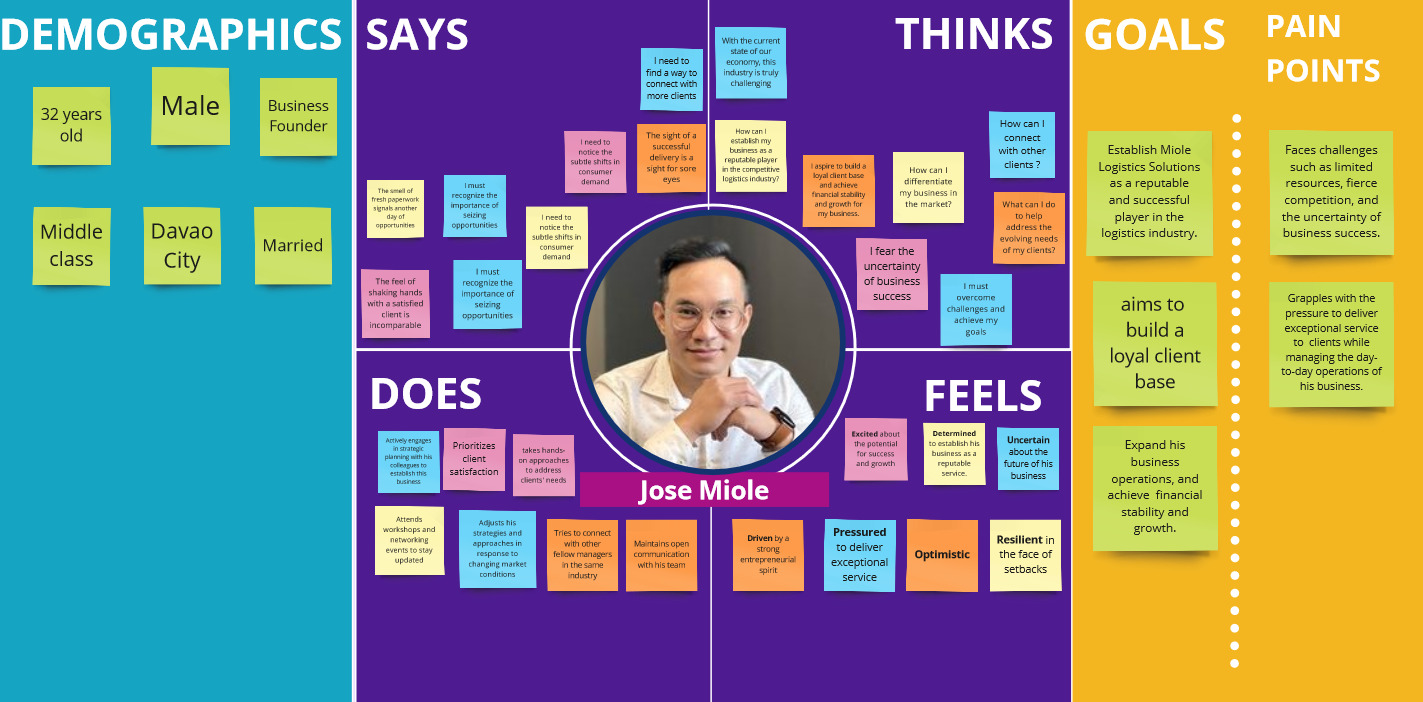 DEMOGRAPHICS
32 years
old
Male
Business
Founder
Middle
class
Davao
City
Married
SAYS
I need to
find a way to
connect with
more clients
I need to
notice the
subtle shifts in
consumer
demand
The sight of a
successful
delivery is a
sight for sore
eyes
The smell of
fresh paperwork
signals another
day of
opportunities
I must
recognize the
importance of
seizing
opportunities
I need to
notice the
subtle shifts in
consumer
demand
The feel of
shaking hands
with a satisfied
client is
incomparable
I must
recognize the
importance of
seizing
opportunities
THINKS
With the current
state of our
economy, this
industry is truly
challenging
How can I
establish my
business as a
reputable player
in the
competitive
logistics industry?
I aspire to build a
loyal client base
and achieve
financial stability
and growth for
my business.
How can I
differentiate
my business in
the market?
How can I
connect
with other
clients ?
What can I do
to help
address the
evolving needs
of my clients?
I fear the
uncertainty
of business
success
I must
overcome
challenges and
achieve my
goals
DOES
Actively engages
in strategic
planning with his
colleagues to
establish this
business
Prioritizes
client
satisfaction
takes hands-
on approaches
to address
clients' needs
Attends
workshops and
networking
events to stay
updated
Adjusts his
strategies and
approaches in
response to
changing market
conditions
Tries to connect
with other
fellow managers
in the same
industry
Maintains open
communication
with his team
Jose Miole
FEELS
Excited about
the potential
for success
and growth
Determined
to establish his
business as a
reputable
service.
Uncertain
about the
future of his
business
Driven by a
strong
entrepreneurial
spirit
Pressured
to deliver
exceptional
service
Optimistic
Resilient in
the face of
setbacks
GOALS
Establish Miole
Logistics Solutions
as a reputable
and successful
player in the
logistics industry.
aims to
build a
loyal client
base
Expand his
business
operations, and
achieve financial
stability and
growth.
PAIN
POINTS
Faces challenges
such as limited
resources, fierce
competition, and
the uncertainty of
business success.
Grapples with the
pressure to deliver
exceptional service
to clients while
managing the day-
to-day operations of
his business.